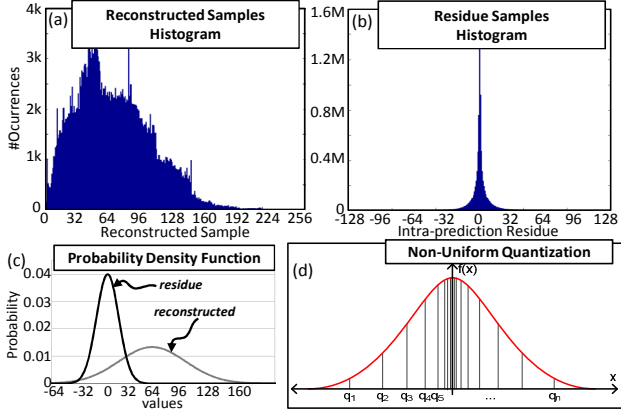 (a)
Reconstructed Samples
Histogram
4k
3k
2k
1k
0
#Ocurrences
0 32 64 96 128 160 192 224 256
Reconstructed Sample
(b)
Residue Samples
Histogram
1.6M
1.2M
0.8M
0.4M
0
-128 -96 -64 -32 0 32 64 96 128
Intra-prediction Residue
(c)
Probability Density Function
0.04
0.03
0.02
0.01
0
Probability
residue
reconstructed
-64 -32 0 32 64 96 128 160
values
(d)
Non-Uniform Quantization
f(x)
x
q1 q2 q3 q4 q5 ... qn